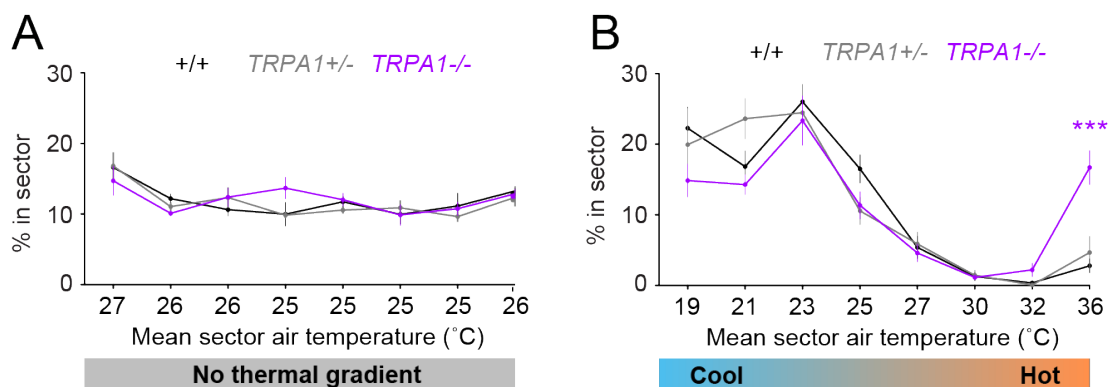 A
+/+ TRPA1+/- TRPA1-/-
30
20
10
0
% in sector
27 26 26 25 25 25 25 26
Mean sector air temperature (˚C)
No thermal gradient
B
+/+ TRPA1+/- TRPA1-/-
30
20
10
0
% in sector
***
19 21 23 25 27 30 32 36
Mean sector air temperature (˚C)
Cool Hot